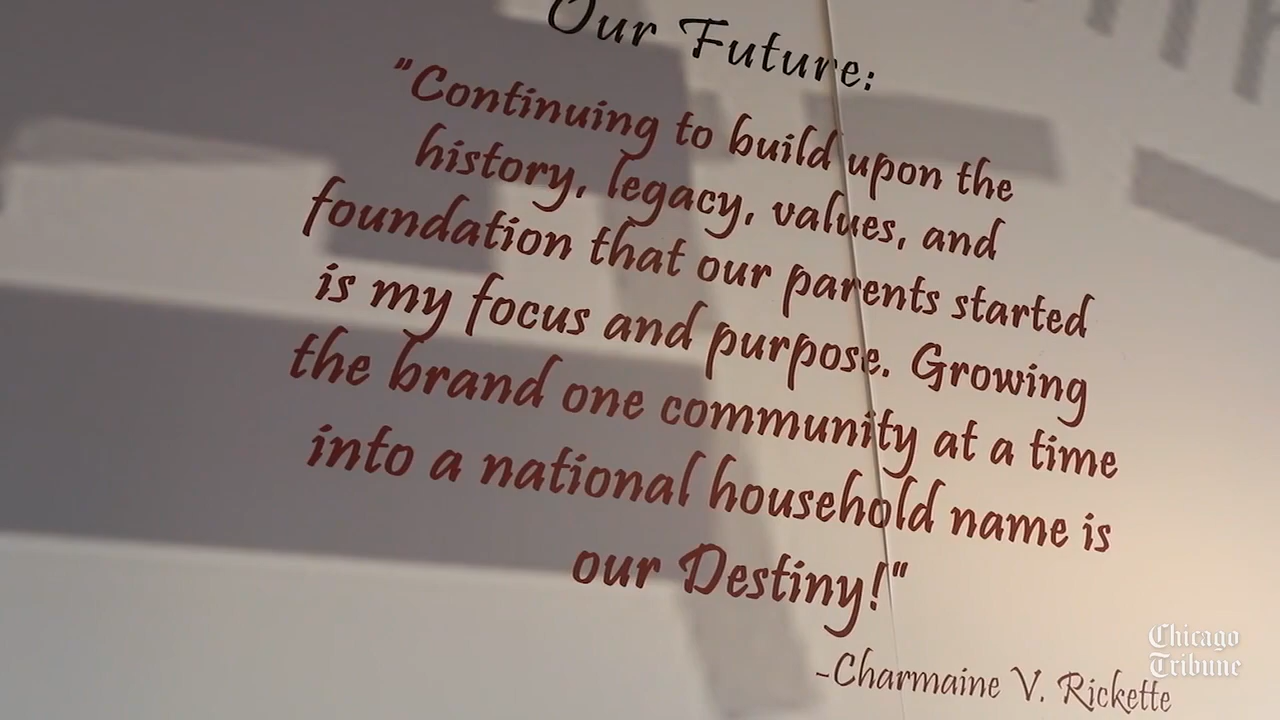 Our Future:
"Continuing to build upon the
history, legacy, values, and
foundation that our parents started
is my focus and purpose. Growing
the brand one community at a time
into a national household name is
our Destiny!"
-Charmaine V. Rickette
Chicago
Tribune